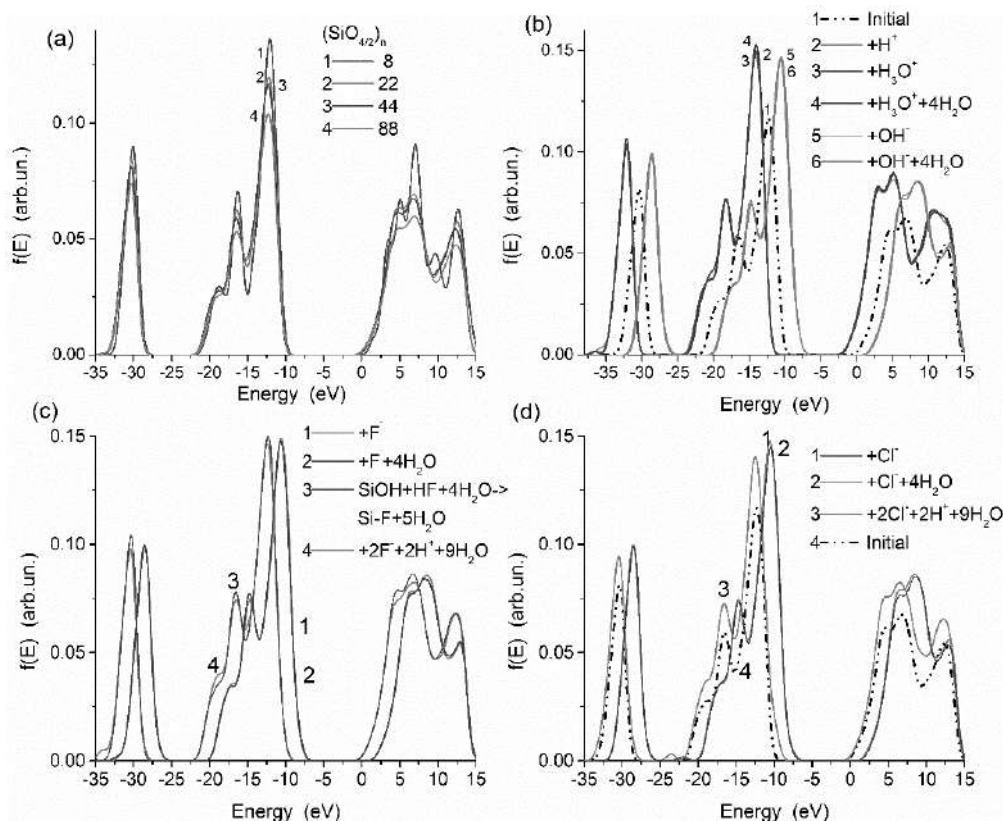 (a)
(SiO4/2)n
1 8
2 22
3 44
4 88
1
2
3
4
0.10
0.05
0.00
f(E) (arb.un.)
-35 -30 -25 -20 -15 -10 -5 0 5 10 15
Energy (eV)
(b)
1 Initial
2 +H+
3 +H3O+
4 +H3O++4H2O
5 +OH-
6 +OH-+4H2O
4 2 5
3 6
1
0.15
0.10
0.05
0.00
f(E) (arb.un.)
-35 -30 -25 -20 -15 -10 -5 0 5 10 15
Energy (eV)
(c)
1 +F-
2 +F-+4H2O
3 SiOH+HF+4H2O->
Si-F+5H2O
4 +2F-+2H++9H2O
3
1
4
2
0.15
0.10
0.05
0.00
f(E) (arb.un.)
-35 -30 -25 -20 -15 -10 -5 0 5 10 15
Energy (eV)
(d)
1 +Cl-
2 +Cl-+4H2O
3 +2Cl-+2H++9H2O
4 Initial
1
2
3
4
0.15
0.10
0.05
0.00
f(E) (arb.un.)
-35 -30 -25 -20 -15 -10 -5 0 5 10 15
Energy (eV)